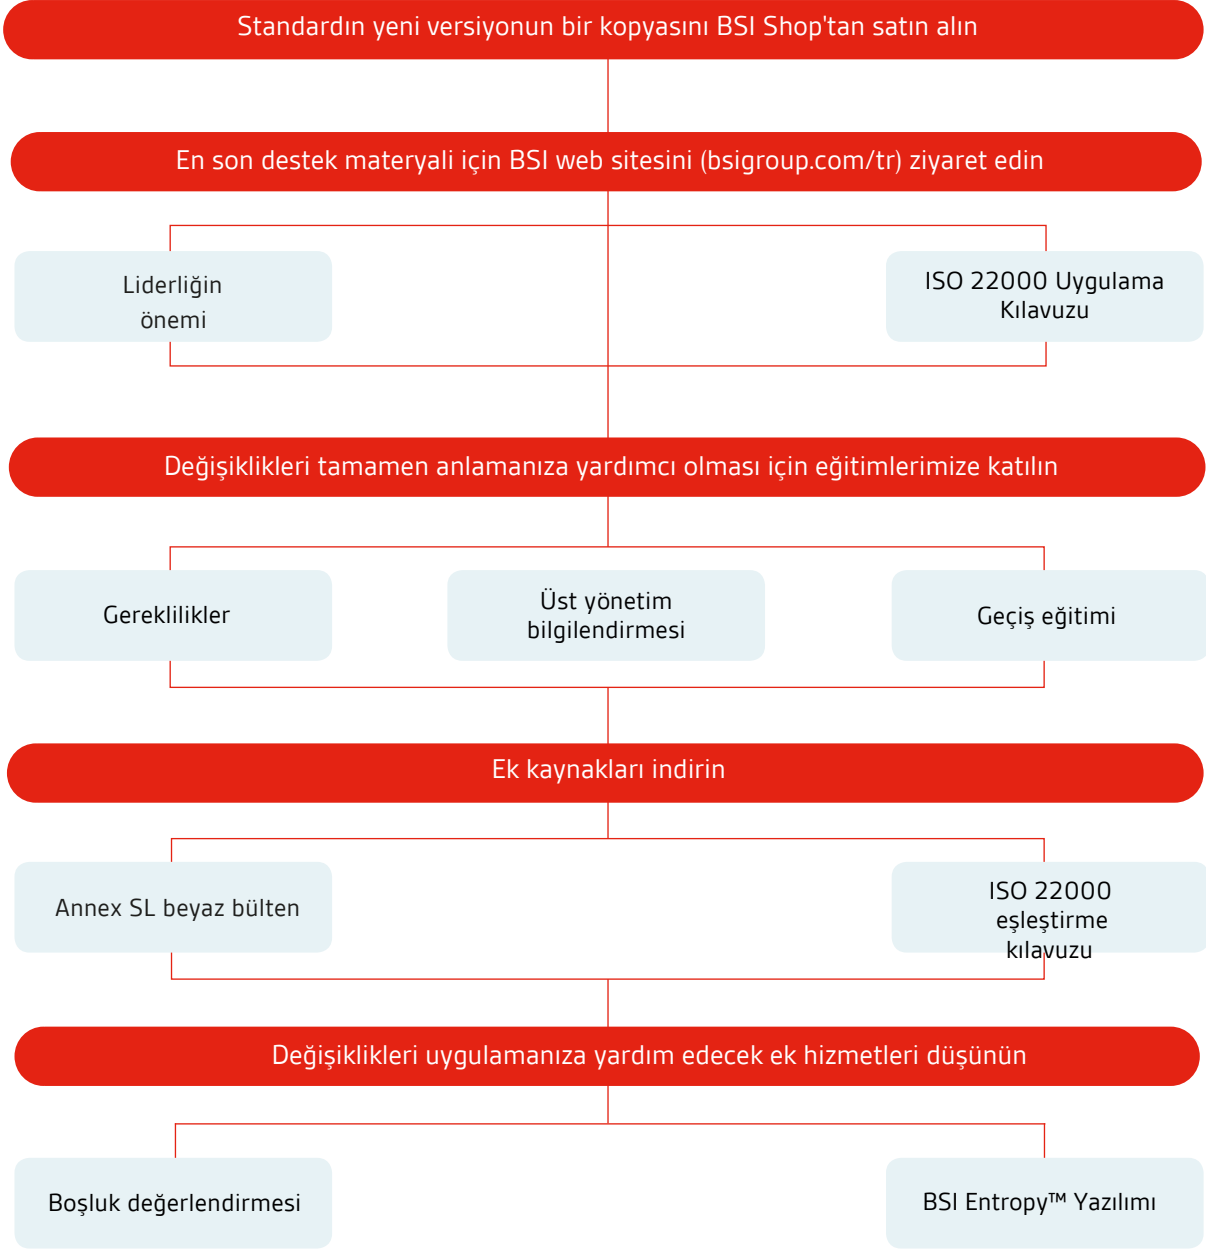 Standardın yeni versiyonun bir kopyasını BSI Shop'tan satın alın
En son destek materyali için BSI web sitesini (bsigroup.com/tr) ziyaret edin
Liderliğin
önemi
ISO 22000 Uygulama
Kılavuzu
Değişiklikleri tamamen anlamanıza yardımcı olması için eğitimlerimize katılın
Gereklilikler
Üst yönetim
bilgilendirmesi
Geçiş eğitimi
Ek kaynakları indirin
Annex SL beyaz bülten
ISO 22000
eşleştirme
kılavuzu
Değişiklikleri uygulamanıza yardım edecek ek hizmetleri düşünün
Boşluk değerlendirmesi
BSI Entropy™ Yazılımı